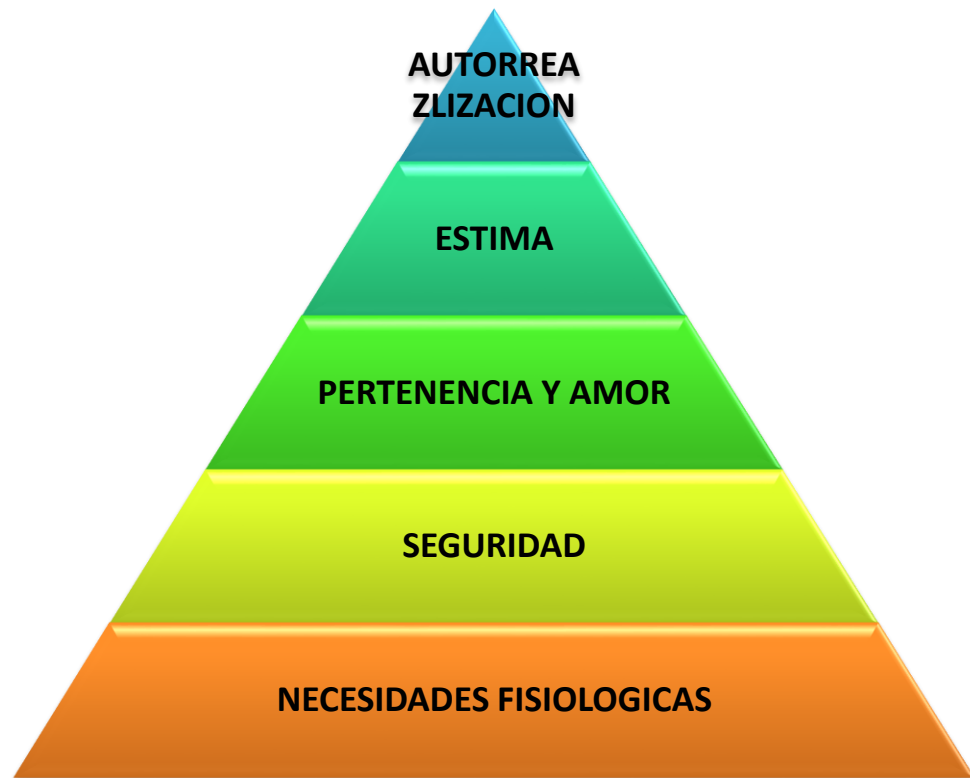 AUTORREA
ZLIZACION
ESTIMA
PERTENENCIA Y AMOR
SEGURIDAD
NECESIDADES FISIOLOGICAS